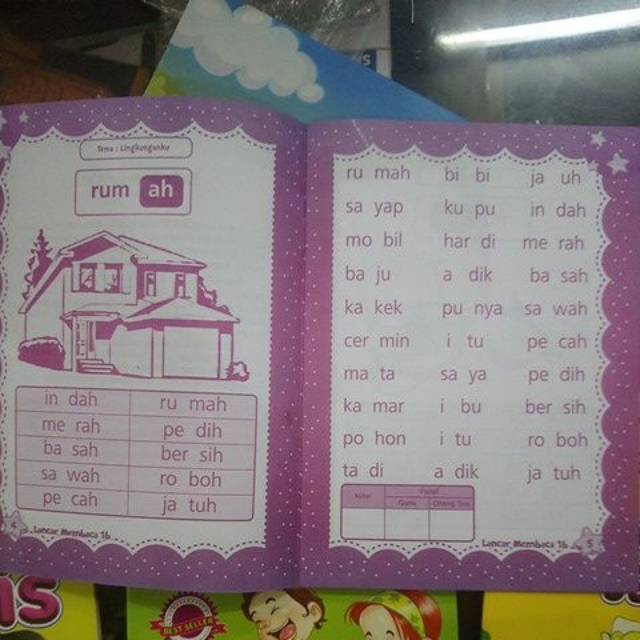 Tema : Lingkunganku
rum ah
in dah ru mah
me rah pe dih
ba sah ber sih
sa wah ro boh
pe cah ja tuh
Lancar Membaca 1b
ru mah bi bi ja uh
sa yap ku pu in dah
mo bil har di me rah
ba ju a dik ba sah
ka kek pu nya sa wah
cer min i tu pe cah
ma ta sa ya pe dih
ka mar i bu ber sih
po hon i tu ro boh
ta di a dik ja tuh
Nilai Paraf
Guru Orang Tua
Lancar Membaca 1b
BEST SELLER